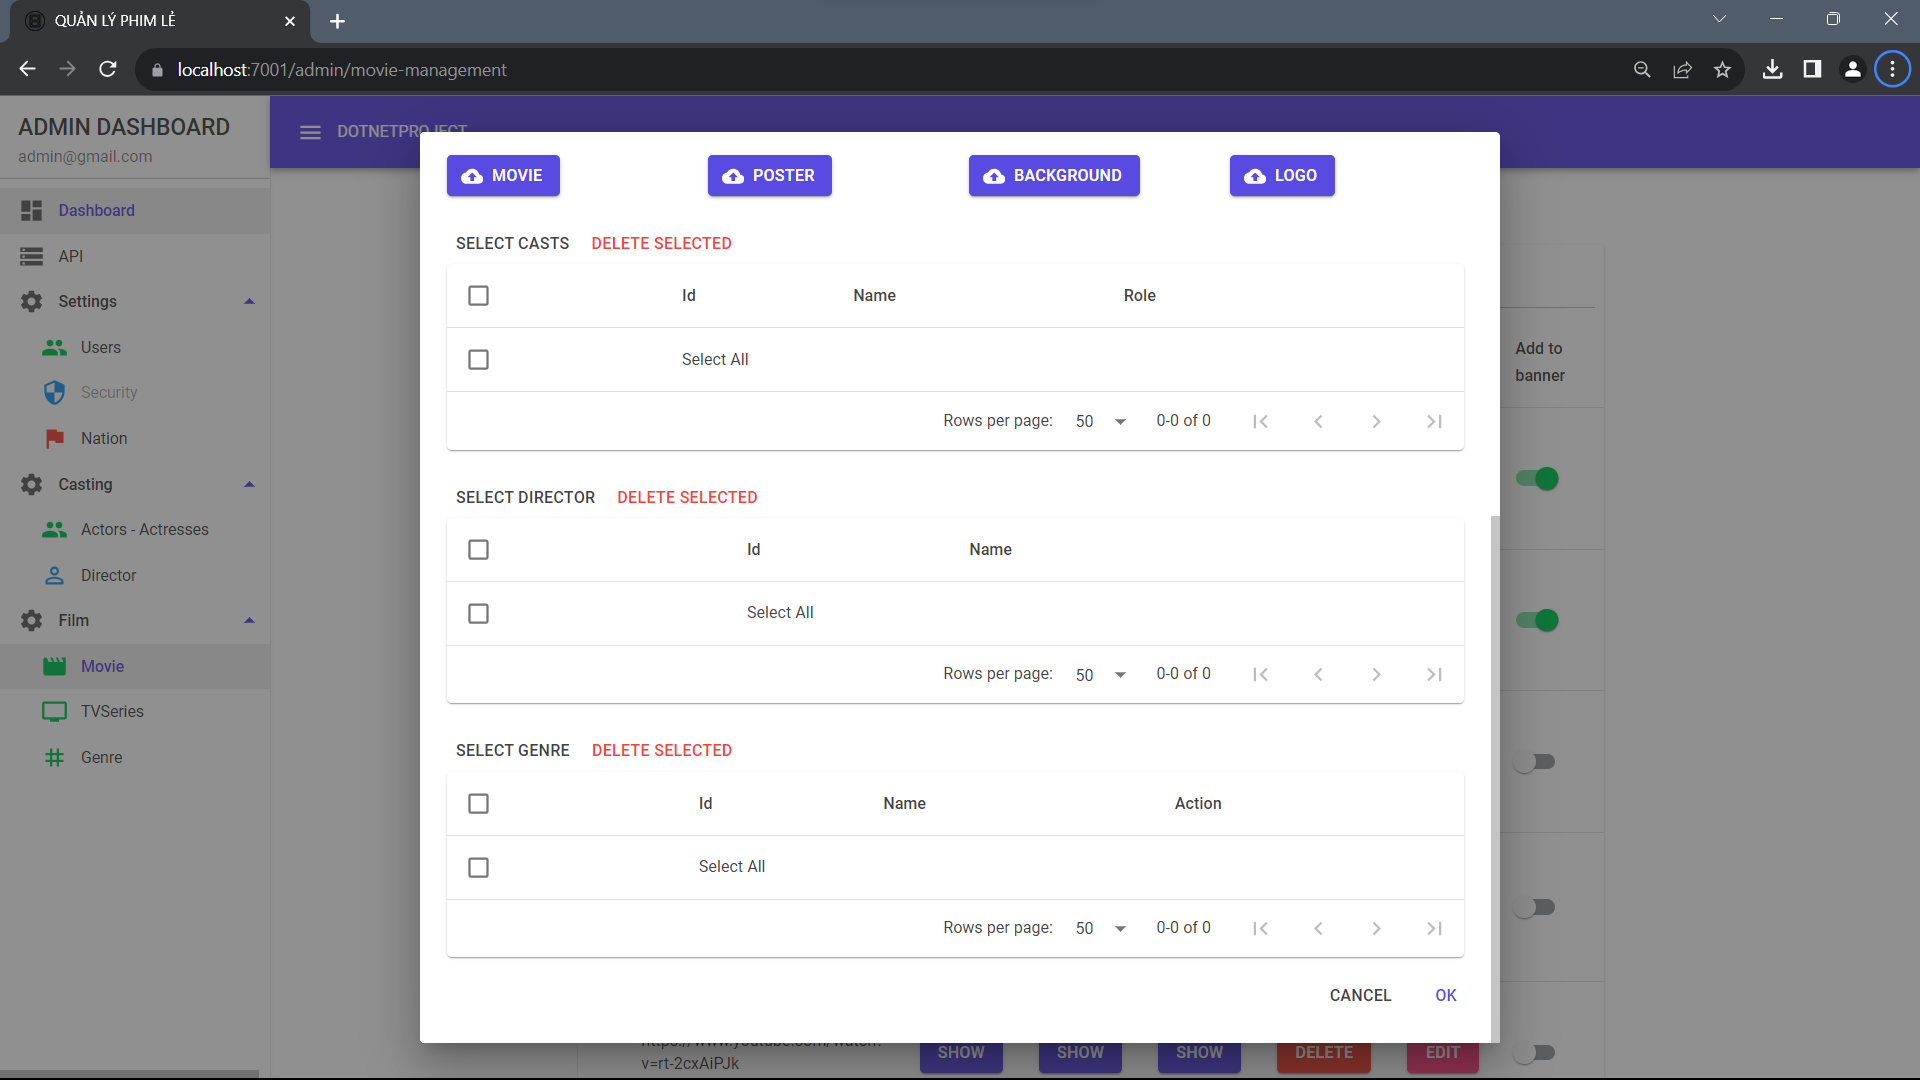 QUẢN LÝ PHIM LẺ
localhost:7001/admin/movie-management
ADMIN DASHBOARD
admin@gmail.com
Dashboard
API
Settings
Users
Security
Nation
Casting
Actors - Actresses
Director
Film
Movie
TVSeries
Genre
DOTNETPROJECT
MOVIE POSTER BACKGROUND LOGO
SELECT CASTS DELETE SELECTED
Id Name Role
Select All
Rows per page: 50 0-0 of 0
SELECT DIRECTOR DELETE SELECTED
Id Name
Select All
Rows per page: 50 0-0 of 0
SELECT GENRE DELETE SELECTED
Id Name Action
Select All
Rows per page: 50 0-0 of 0
CANCEL OK
Add to
banner
v=rt-2cxAiPJk
SHOW SHOW SHOW DELETE EDIT